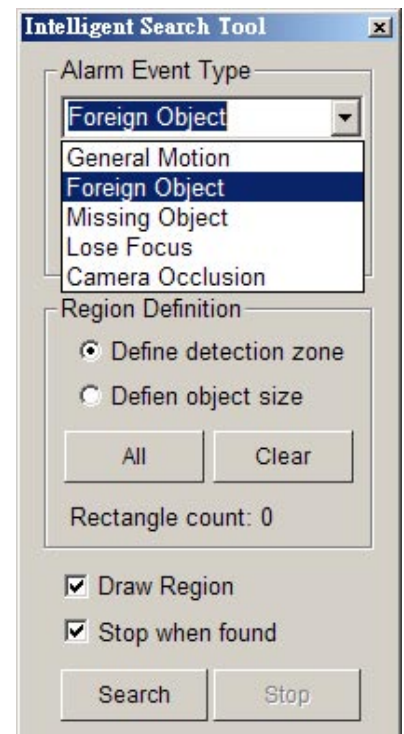 Intelligent Search Tool
Alarm Event Type
Foreign Object
General Motion
Foreign Object
Missing Object
Lose Focus
Camera Occlusion
Region Definition
Define detection zone
Defien object size
All Clear
Rectangle count: 0
Draw Region
Stop when found
Search Stop